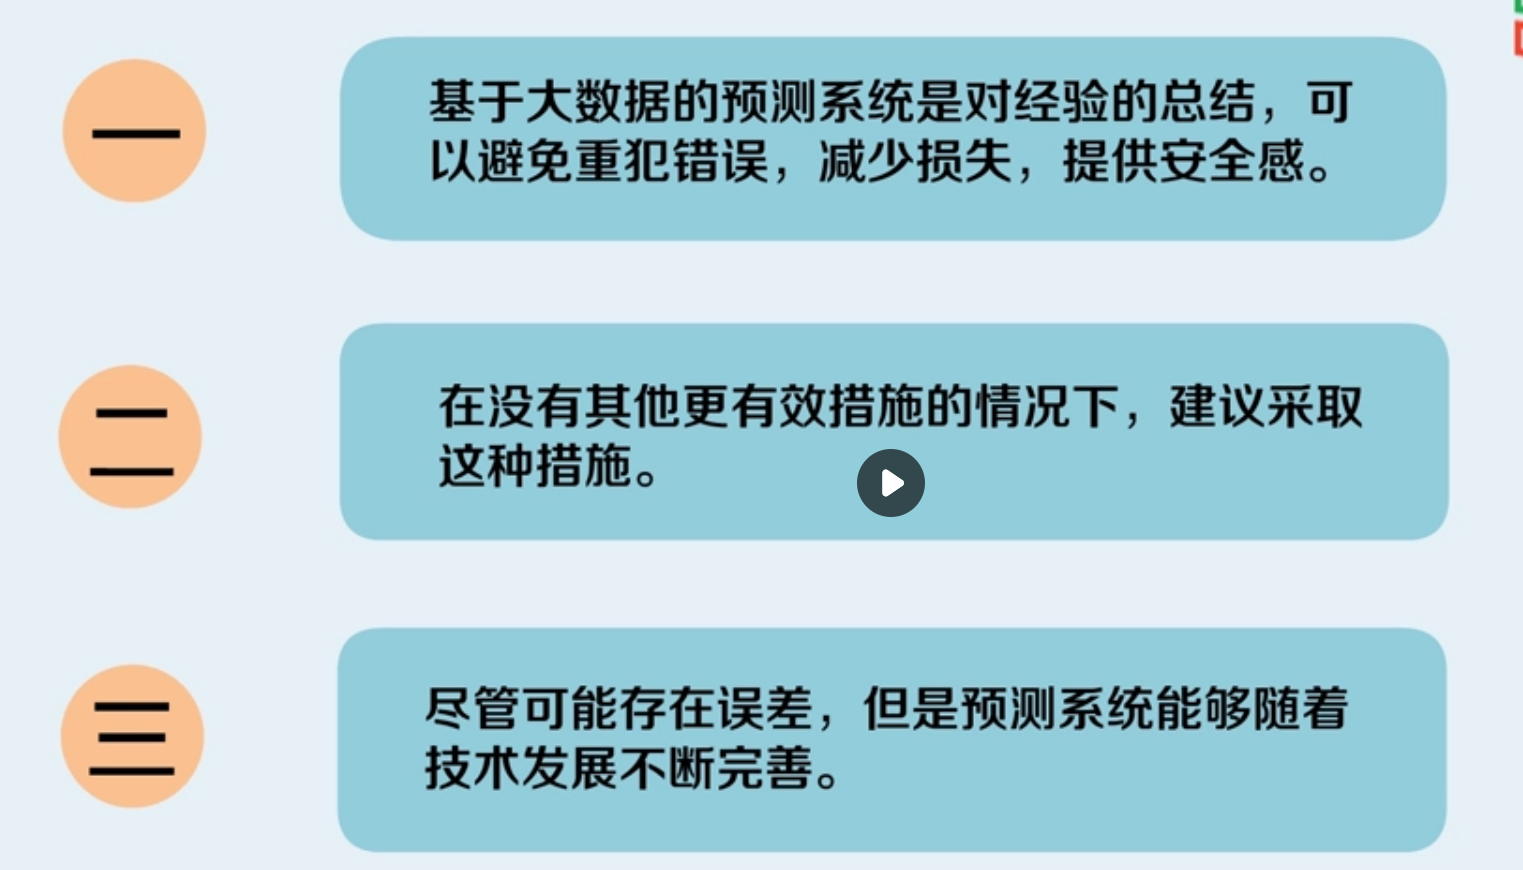 一
基于大数据的预测系统是对经验的总结，可
以避免重犯错误，减少损失，提供安全感。
二
在没有其他更有效措施的情况下，建议采取
这种措施。
三
尽管可能存在误差，但是预测系统能够随着
技术发展不断完善。